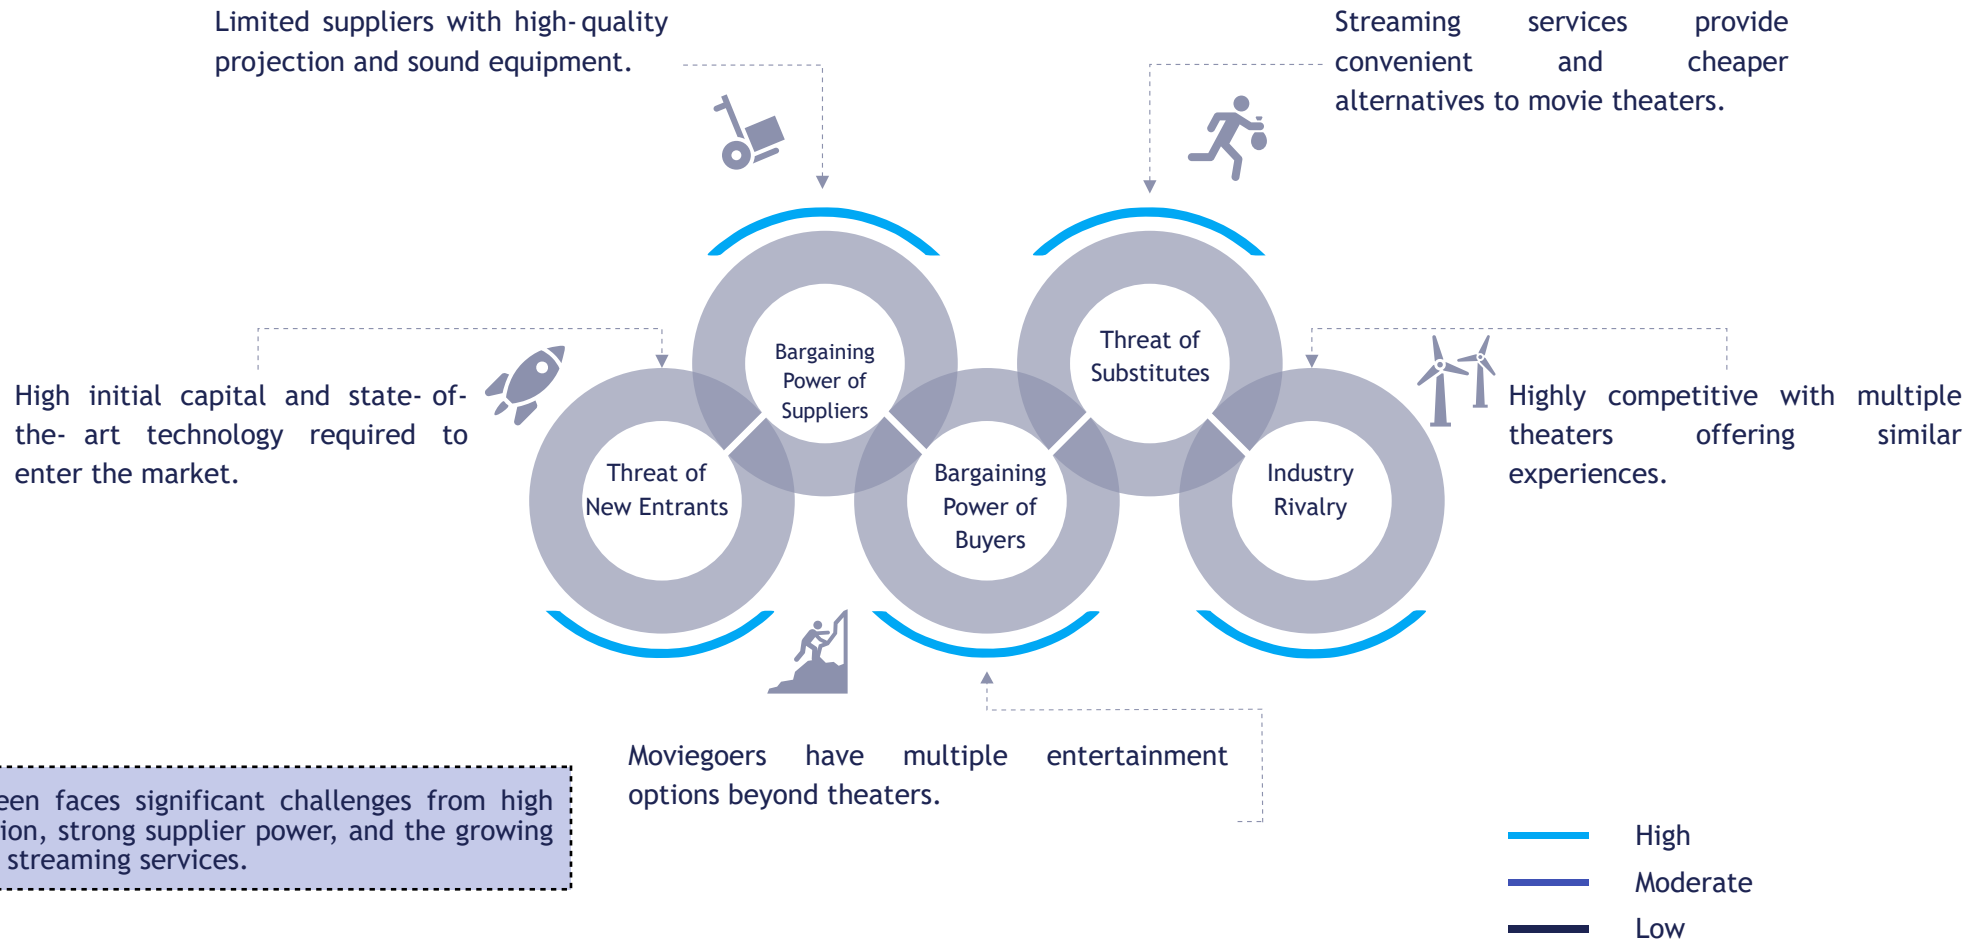 Limited suppliers with high-quality
projection and sound equipment.
Streaming services provide
convenient and cheaper
alternatives to movie theaters.
High initial capital and state- of-
the- art technology required to
enter the market.
Bargaining
Power of
Suppliers
Threat of
Substitutes
Threat of
New Entrants
Bargaining
Power of
Buyers
Industry
Rivalry
Highly competitive with multiple
theaters offering similar
experiences.
Moviegoers have multiple entertainment
options beyond theaters.
faces significant challenges from high
strong supplier power, and the growing
streaming services.
High
Moderate
Low